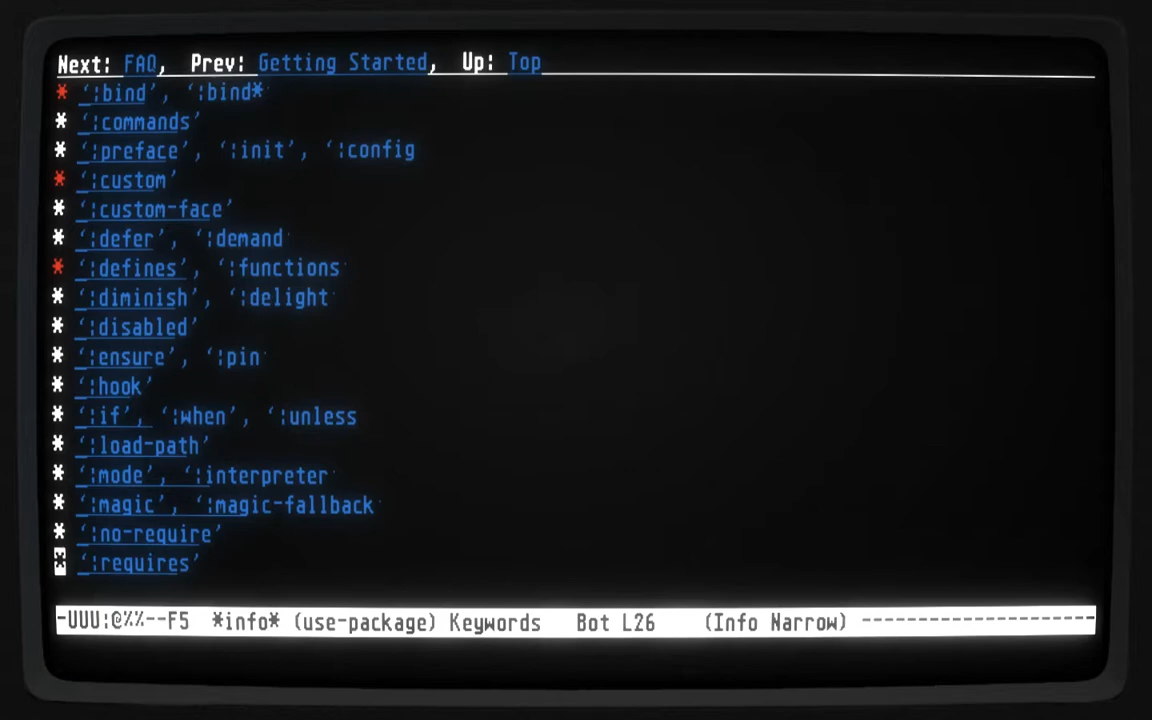 Next: FAQ, Prev: Getting Started, Up: Top
* ‘:bind’, ‘:bind*
* ‘:commands’
* ‘:preface’, ‘:init’, ‘:config
* ‘:custom’
* ‘:custom-face’
* ‘:defer’, ‘:demand
* ‘:defines’, ‘:functions
* ‘:diminish’, ‘:delight
* ‘:disabled’
* ‘:ensure’, ‘:pin
* ‘:hook’
* ‘:if’, ‘:when’, ‘:unless
* ‘:load-path’
* ‘:mode’, ‘:interpreter
* ‘:magic’, ‘:magic-fallback
* ‘:no-require’
* ‘:requires’
-UUU:@%%--F5 *info* (use-package) Keywords Bot L26 (Info Narrow) -----------------------